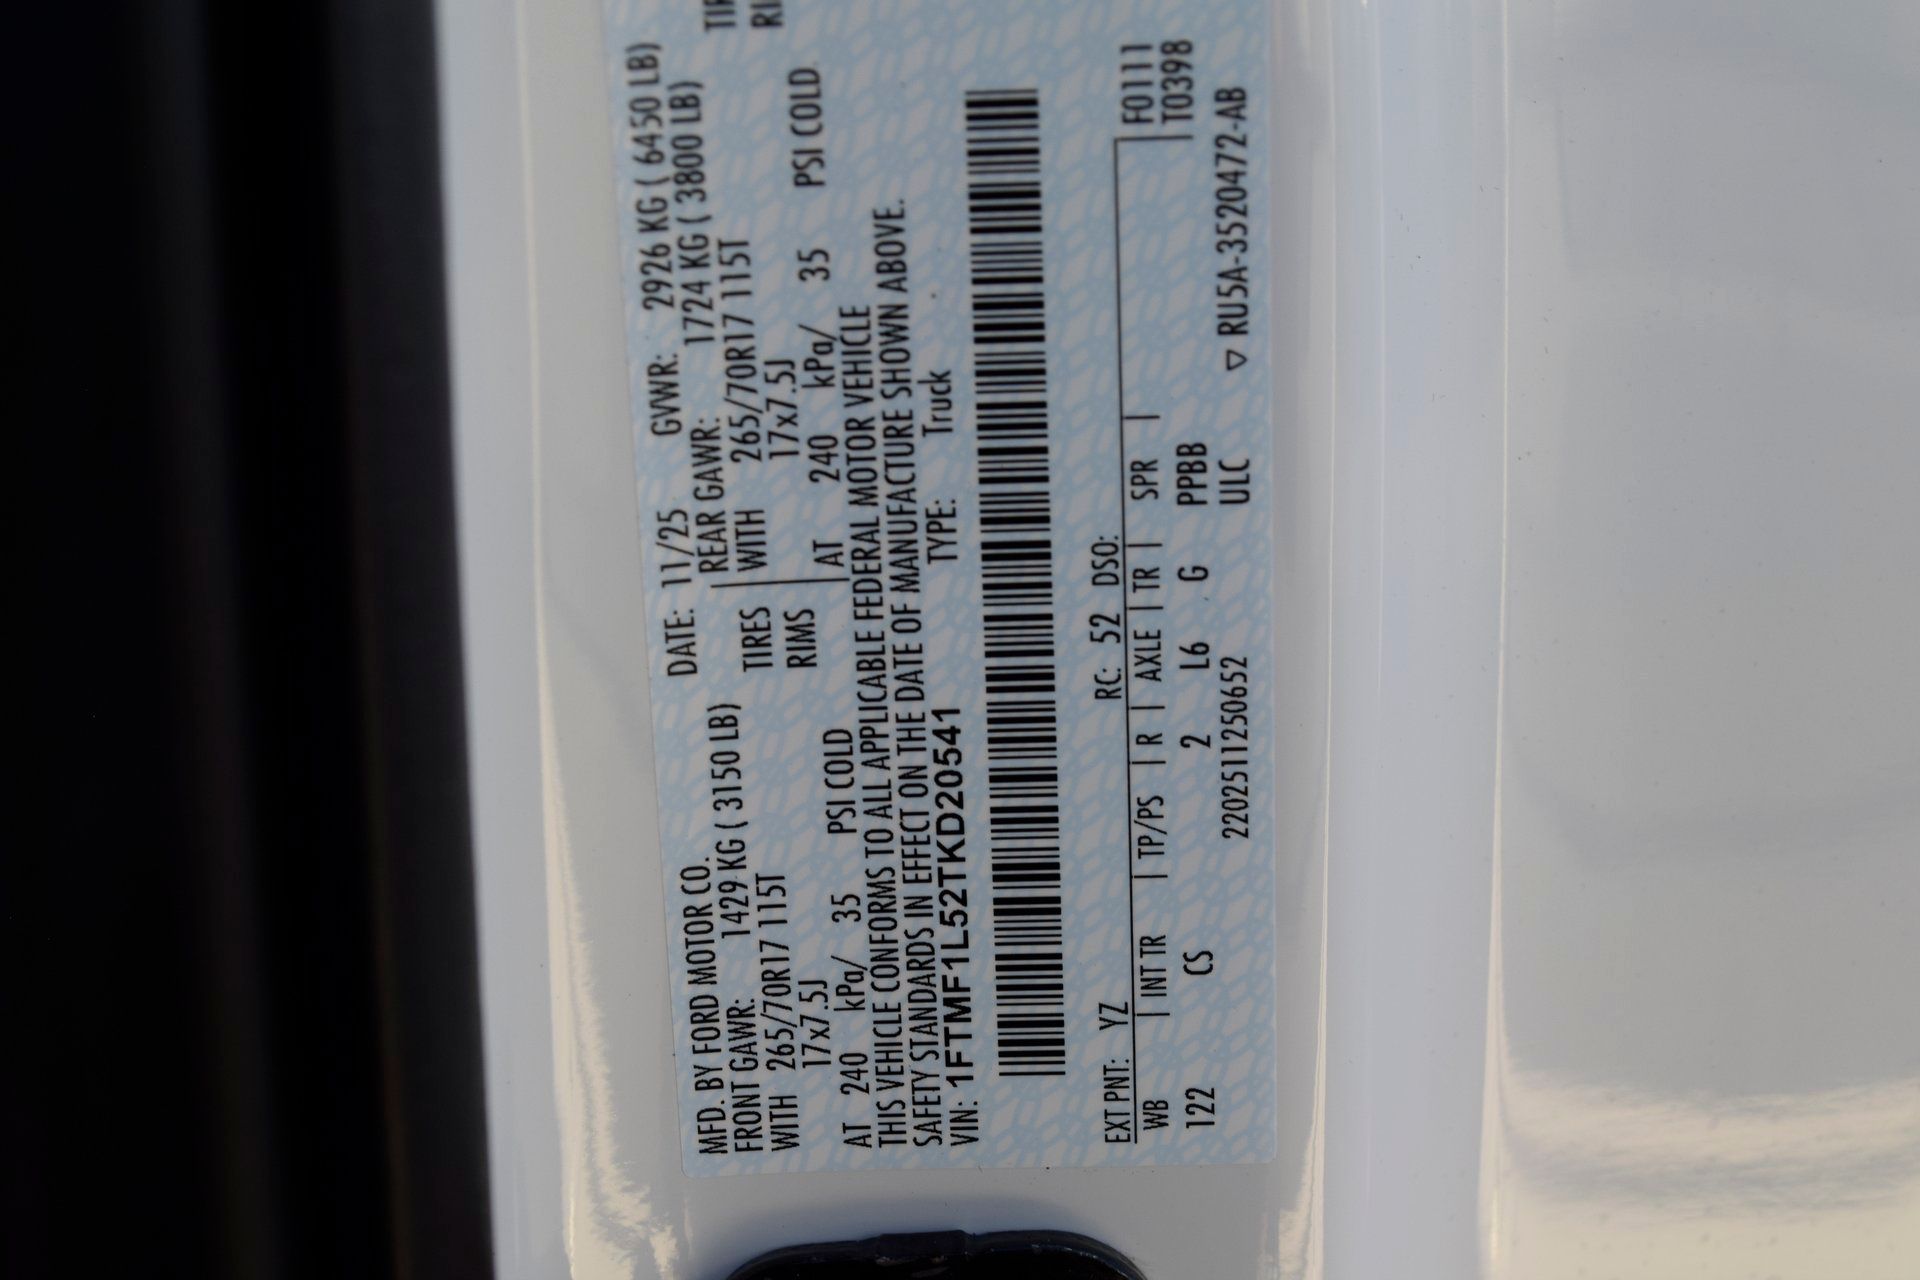 MFD. BY FORD MOTOR CO. DATE: 11/25 GVWR: 2926 KG ( 6450 LB)
FRONT GAWR: 1429 KG ( 3150 LB) REAR GAWR: 1724 KG ( 3800 LB)
WITH 265/70R17 115T TIRES WITH 265/70R17 115T
17x7.5J RIMS 17x7.5J
AT 240 kPa/ 35 PSI COLD AT 240 kPa/ 35 PSI COLD
THIS VEHICLE CONFORMS TO ALL APPLICABLE FEDERAL MOTOR VEHICLE
SAFETY STANDARDS IN EFFECT ON THE DATE OF MANUFACTURE SHOWN ABOVE.
VIN: 1FTMF1L52TKD20541 TYPE: Truck
EXT PNT: YZ RC: 52 DSO: F0111
WB | INT TR | TP/PS | R | AXLE | TR | SPR | T0398
122 CS 2 L6 G PPBB
2202511250652 ULC ▽ RU5A-3520472-AB